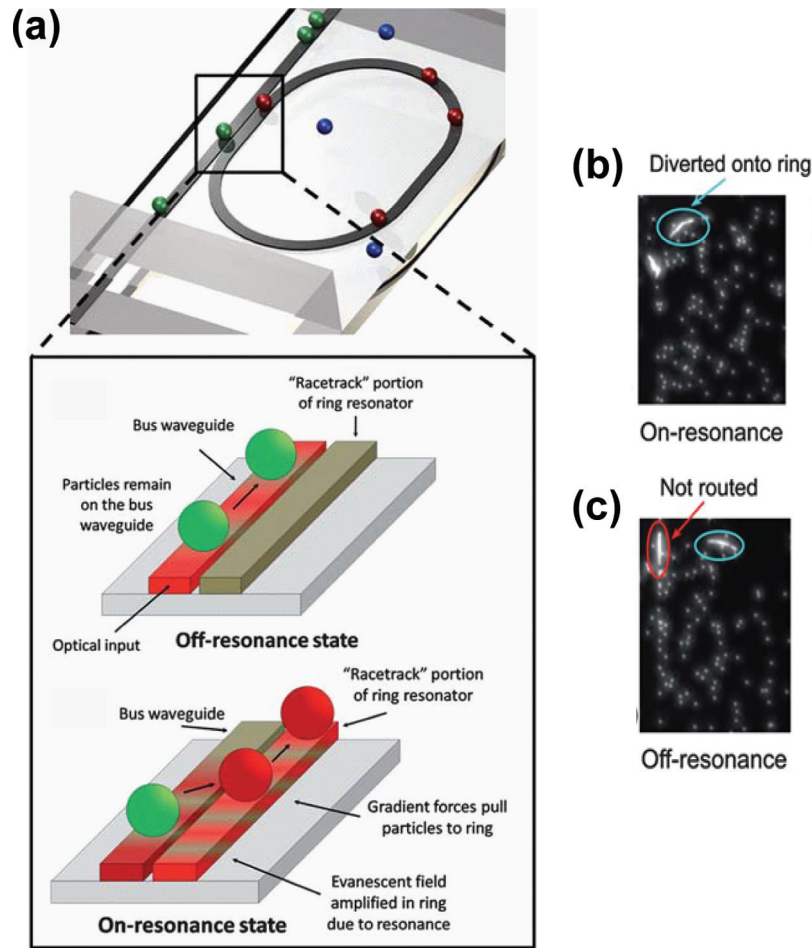 (a)
Bus waveguide
"Racetrack" portion
of ring resonator
Particles remain
on the bus
waveguide
Optical input
Off-resonance state
Bus waveguide
"Racetrack" portion
of ring resonator
Gradient forces pull
particles to ring
Evanescent field
amplified in ring
due to resonance
On-resonance state
(b)
Diverted onto ring
On-resonance
(c)
Not routed
Off-resonance